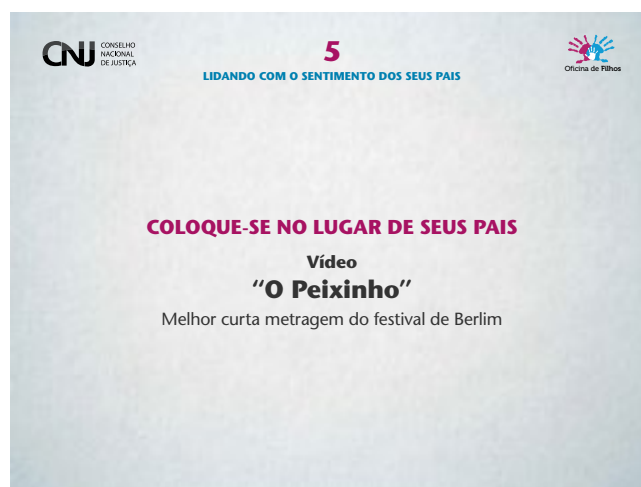 CNJ
CONSELHO
NACIONAL
DE JUSTIÇA
5
LIDANDO COM O SENTIMENTO DOS SEUS PAIS
Oficina de Filhos
COLOQUE-SE NO LUGAR DE SEUS PAIS
Vídeo
“O Peixinho”
Melhor curta metragem do festival de Berlim